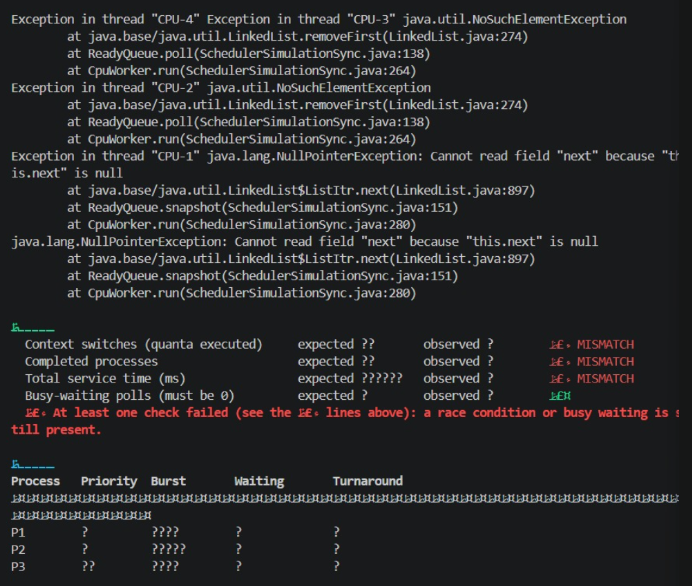 Exception in thread "CPU-4" Exception in thread "CPU-3" java.util.NoSuchElementException
at java.base/java.util.LinkedList.removeFirst(LinkedList.java:274)
at ReadyQueue.poll(SchedulerSimulationSync.java:138)
at CpuWorker.run(SchedulerSimulationSync.java:264)
Exception in thread "CPU-2" java.util.NoSuchElementException
at java.base/java.util.LinkedList.removeFirst(LinkedList.java:274)
at ReadyQueue.poll(SchedulerSimulationSync.java:138)
at CpuWorker.run(SchedulerSimulationSync.java:264)
Exception in thread "CPU-1" java.lang.NullPointerException: Cannot read field "next" because "th
is.next" is null
at java.base/java.util.LinkedList$ListItr.next(LinkedList.java:897)
at ReadyQueue.snapshot(SchedulerSimulationSync.java:151)
at CpuWorker.run(SchedulerSimulationSync.java:280)
java.lang.NullPointerException: Cannot read field "next" because "this.next" is null
at java.base/java.util.LinkedList$ListItr.next(LinkedList.java:897)
at ReadyQueue.snapshot(SchedulerSimulationSync.java:151)
at CpuWorker.run(SchedulerSimulationSync.java:280)
Context switches (quanta executed) expected ?? observed ? MISMATCH
Completed processes expected ?? observed ? MISMATCH
Total service time (ms) expected ?????? observed ? MISMATCH
Busy-waiting polls (must be 0) expected ? observed ?
At least one check failed (see the lines above): a race condition or busy waiting is s
till present.
Process Priority Burst Waiting Turnaround
P1 ? ???? ? ?
P2 ? ????? ? ?
P3 ?? ???? ? ?